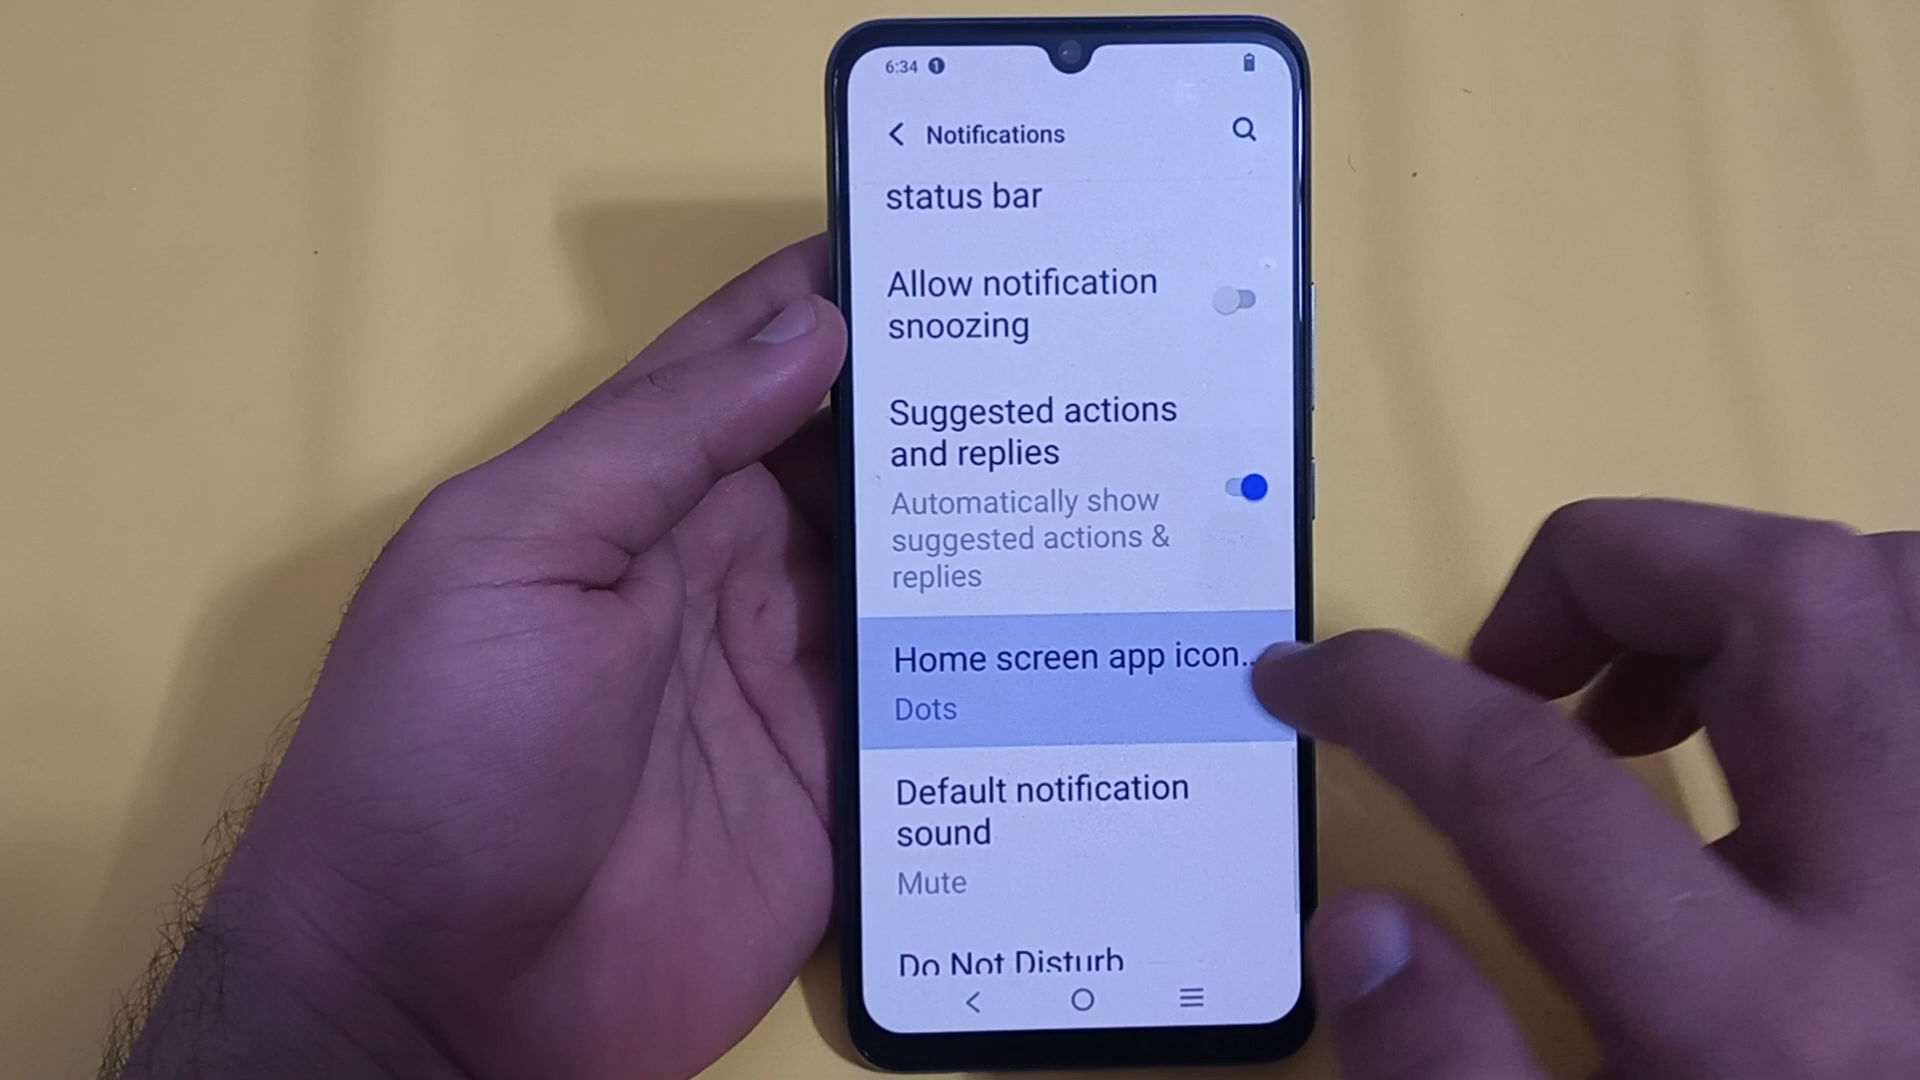 6:34 1
Notifications
status bar
Allow notification
snoozing
Suggested actions
and replies
Automatically show
suggested actions &
replies
Home screen app icon..
Dots
Default notification
sound
Mute
Do Not Disturb